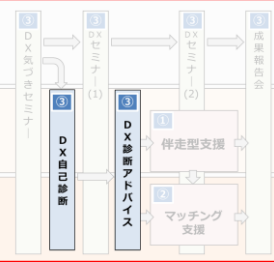 ③
DX気づきセミナー
③
DXセミナー
(1)
③
DXセミナー
(2)
③
成果報告会
③
DX自己診断
③
DX診断アドバイス
①
伴走型支援
②
マッチング
支援